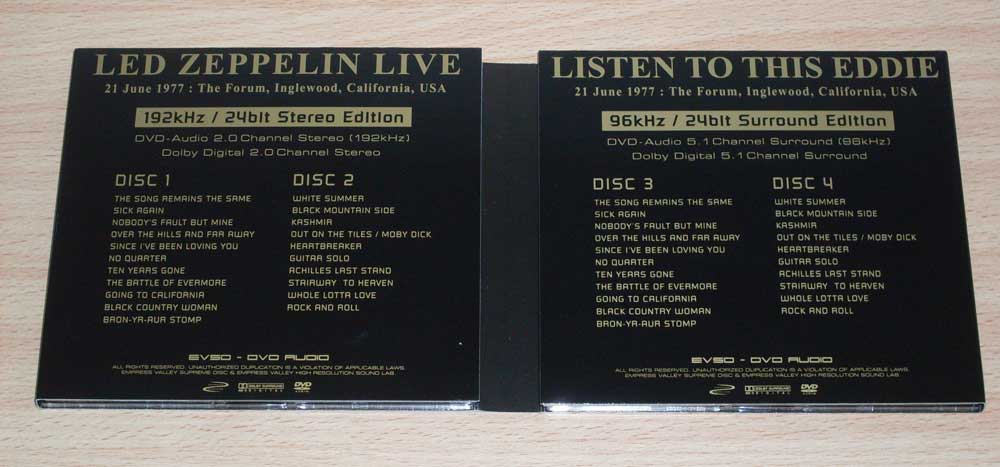 LED ZEPPELIN LIVE
21 June 1977 : The Forum, Inglewood, California, USA
192kHz / 24bit Stereo Edition
DVD-Audio 2.0 Channel Stereo (192kHz)
Dolby Digital 2.0 Channel Stereo
DISC 1
THE SONG REMAINS THE SAME
SICK AGAIN
NOBODY'S FAULT BUT MINE
OVER THE HILLS AND FAR AWAY
SINCE I'VE BEEN LOVING YOU
NO QUARTER
TEN YEARS GONE
THE BATTLE OF EVERMORE
GOING TO CALIFORNIA
BLACK COUNTRY WOMAN
BRON-YR-AUR STOMP
DISC 2
WHITE SUMMER
BLACK MOUNTAIN SIDE
KASHMIR
OUT ON THE TILES / MOBY DICK
HEARTBREAKER
GUITAR SOLO
ACHILLES LAST STAND
STAIRWAY TO HEAVEN
WHOLE LOTTA LOVE
ROCK AND ROLL
EVSD - DVD AUDIO
ALL RIGHTS RESERVED. UNAUTHORIZED DUPLICATION IS A VIOLATION OF APPLICABLE LAWS.
EMPRESS VALLEY SUPREME DISC & EMPRESS VALLEY HIGH RESOLUTION SOUND LAB.
DOLBY SURROUND
DIGITAL
DVD
AUDIO
LISTEN TO THIS EDDIE
21 June 1977 : The Forum, Inglewood, California, USA
96kHz / 24bit Surround Edition
DVD-Audio 5.1 Channel Surround (96kHz)
Dolby Digital 5.1 Channel Surround
DISC 3
THE SONG REMAINS THE SAME
SICK AGAIN
NOBODY'S FAULT BUT MINE
OVER THE HILLS AND FAR AWAY
SINCE I'VE BEEN LOVING YOU
NO QUARTER
TEN YEARS GONE
THE BATTLE OF EVERMORE
GOING TO CALIFORNIA
BLACK COUNTRY WOMAN
BRON-YR-AUR STOMP
DISC 4
WHITE SUMMER
BLACK MOUNTAIN SIDE
KASHMIR
OUT ON THE TILES / MOBY DICK
HEARTBREAKER
GUITAR SOLO
ACHILLES LAST STAND
STAIRWAY TO HEAVEN
WHOLE LOTTA LOVE
ROCK AND ROLL
EVSD - DVD AUDIO
ALL RIGHTS RESERVED. UNAUTHORIZED DUPLICATION IS A VIOLATION OF APPLICABLE LAWS.
EMPRESS VALLEY SUPREME DISC & EMPRESS VALLEY HIGH RESOLUTION SOUND LAB.
DOLBY SURROUND
DIGITAL
DVD
AUDIO